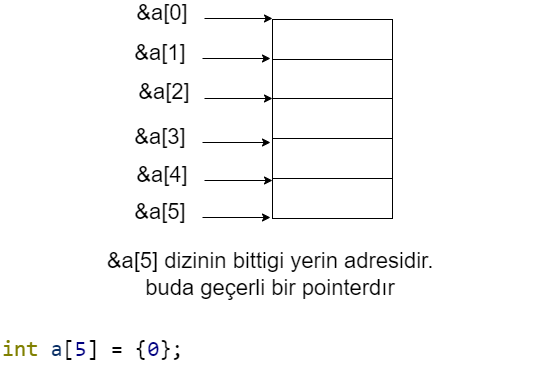 &a[0]
&a[1]
&a[2]
&a[3]
&a[4]
&a[5]
&a[5] dizinin bittigi yerin adresidir.
buda geçerli bir pointerdır
int a[5] = {0};